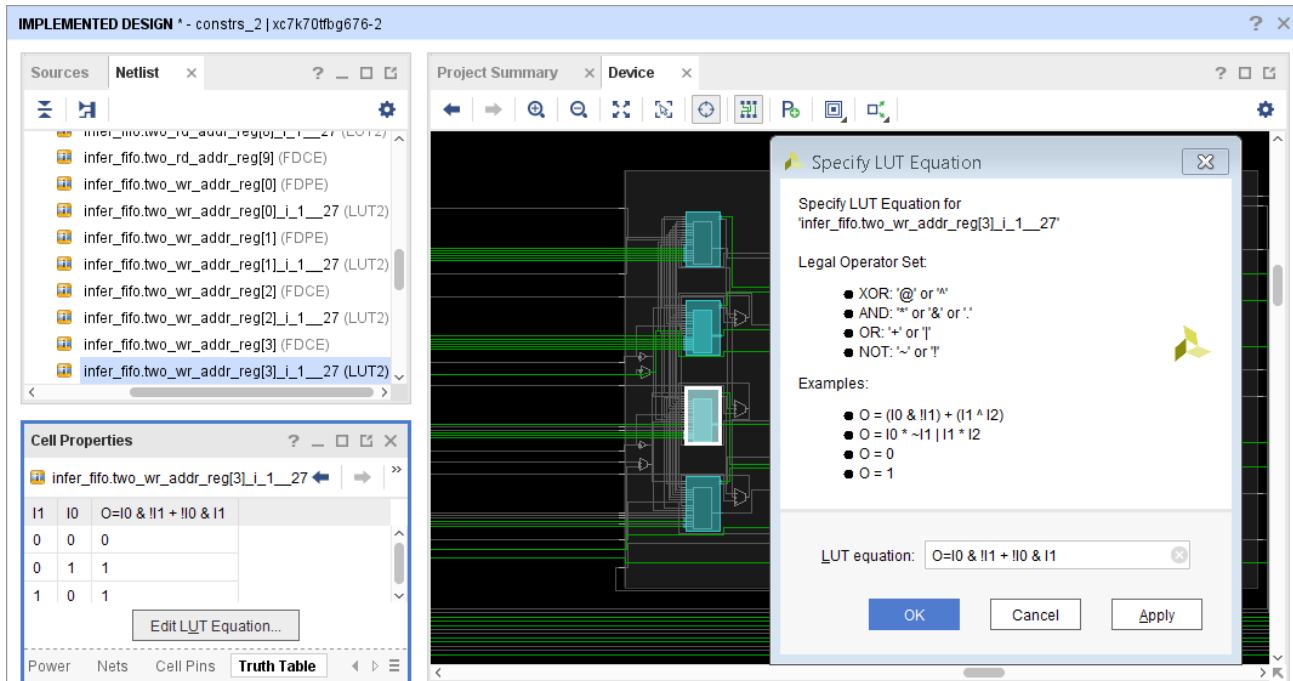 IMPLEMENTED DESIGN * - constrs_2 | xc7k70tfbg676-2
Sources Netlist
infer_fifo.two_rd_addr_reg[8]_i_1__27 (LUT2)
infer_fifo.two_rd_addr_reg[9] (FDCE)
infer_fifo.two_wr_addr_reg[0] (FDPE)
infer_fifo.two_wr_addr_reg[0]_i_1__27 (LUT2)
infer_fifo.two_wr_addr_reg[1] (FDPE)
infer_fifo.two_wr_addr_reg[1]_i_1__27 (LUT2)
infer_fifo.two_wr_addr_reg[2] (FDCE)
infer_fifo.two_wr_addr_reg[2]_i_1__27 (LUT2)
infer_fifo.two_wr_addr_reg[3] (FDCE)
infer_fifo.two_wr_addr_reg[3]_i_1__27 (LUT2)
Cell Properties
infer_fifo.two_wr_addr_reg[3]_i_1__27
I1 I0 O=I0 & !I1 + !I0 & I1
0 0 0
0 1 1
1 0 1
Edit LUT Equation...
Power Nets Cell Pins Truth Table
Project Summary Device
Specify LUT Equation
Specify LUT Equation for
'infer_fifo.two_wr_addr_reg[3]_i_1__27'
Legal Operator Set:
XOR: '@' or '^'
AND: '*' or '&' or '.'
OR: '+' or '|'
NOT: '~' or '!'
Examples:
O = (I0 & !I1) + (I1 ^ I2)
O = I0 * ~I1 | I1 * I2
O = 0
O = 1
LUT equation: O=I0 & !I1 + !I0 & I1
OK Cancel Apply